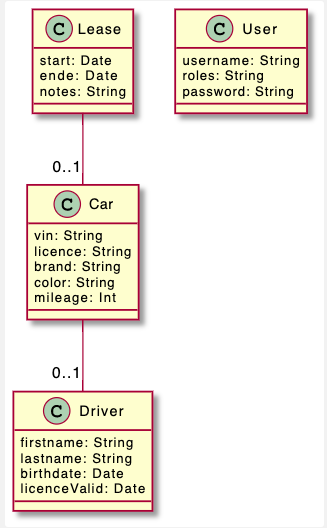 C Lease
start: Date
ende: Date
notes: String
C User
username: String
roles: String
password: String
0..1
C Car
vin: String
licence: String
brand: String
color: String
mileage: Int
0..1
C Driver
firstname: String
lastname: String
birthdate: Date
licenceValid: Date